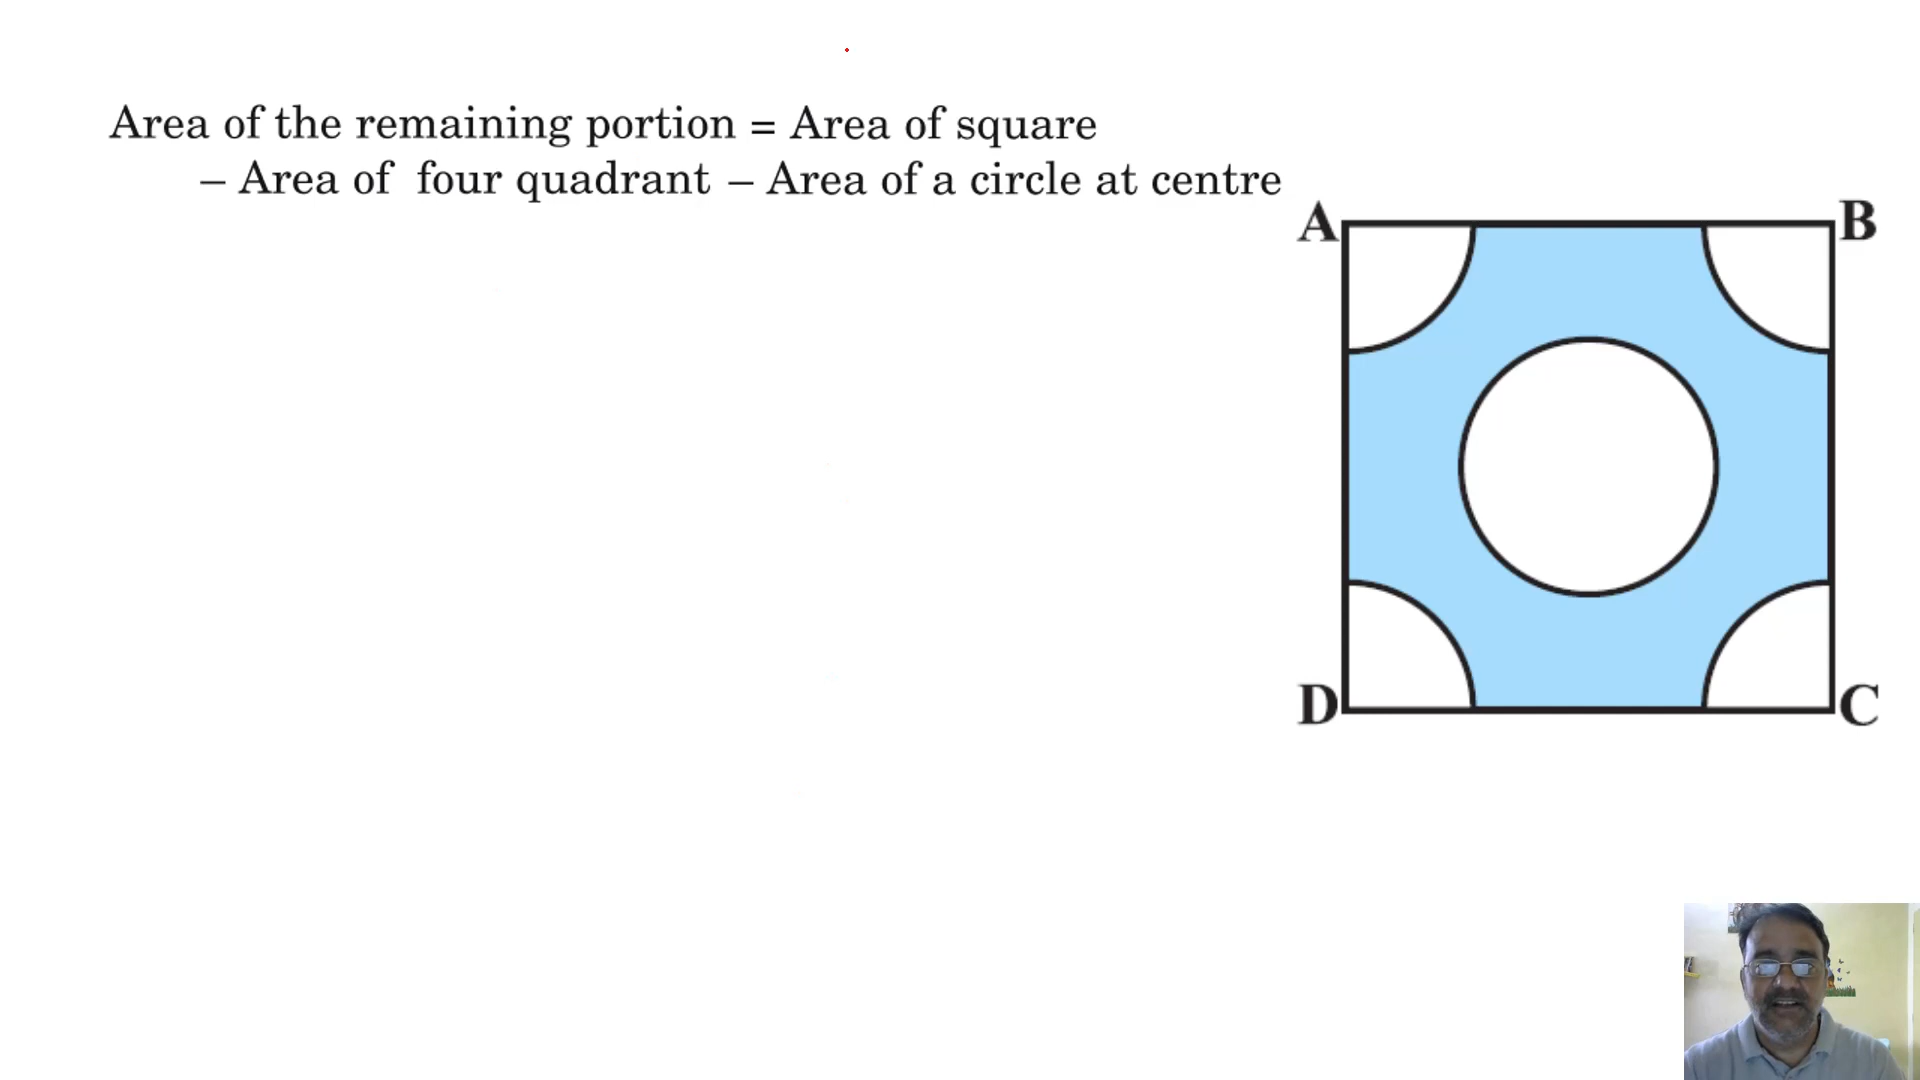 Area of the remaining portion = Area of square
– Area of four quadrant – Area of a circle at centre
A
B
D
C